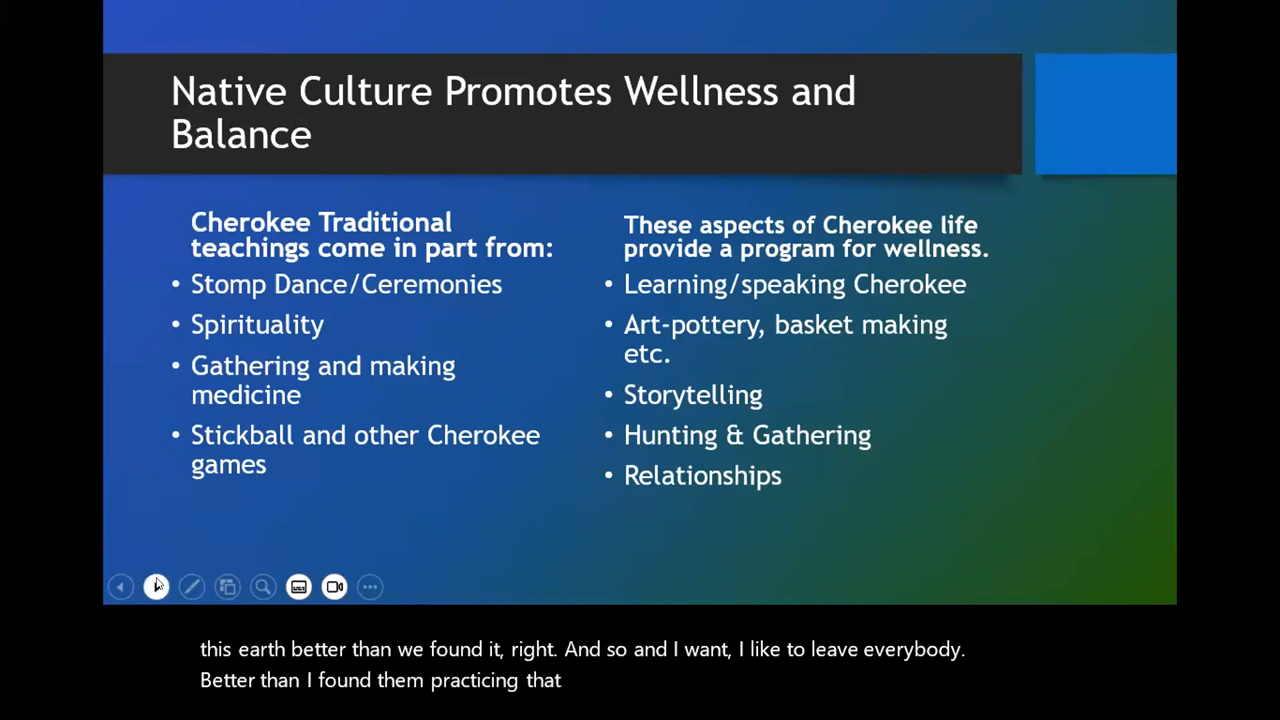 Native Culture Promotes Wellness and
Balance
Cherokee Traditional
teachings come in part from:
• Stomp Dance/Ceremonies
• Spirituality
• Gathering and making
medicine
• Stickball and other Cherokee
games
These aspects of Cherokee life
provide a program for wellness.
• Learning/speaking Cherokee
• Art-pottery, basket making
etc.
• Storytelling
• Hunting & Gathering
• Relationships
this earth better than we found it, right. And so and I want, I like to leave everybody.
Better than I found them practicing that